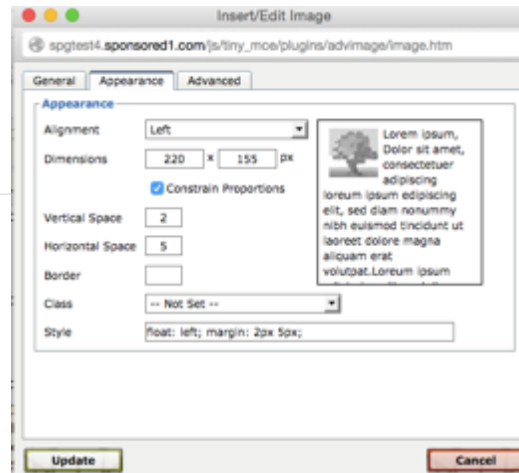 Insert/Edit Image
spgtest4.sponsored1.com/js/tiny_mce/plugins/advimage/image.htm
General Appearance Advanced
Appearance
Alignment Left
Dimensions 220 x 155 px
Constrain Proportions
Vertical Space 2
Horizontal Space 5
Border
Class -- Not Set --
Style float: left; margin: 2px 5px;
Lorem ipsum,
Dolor sit amet,
consectetuer
adipiscing
loreum ipsum edipiscing
elit, sed diam nonummy
nibh euismod tincidunt ut
laoreet dolore magna
aliquam erat
volutpat.Loreum ipsum
Update Cancel